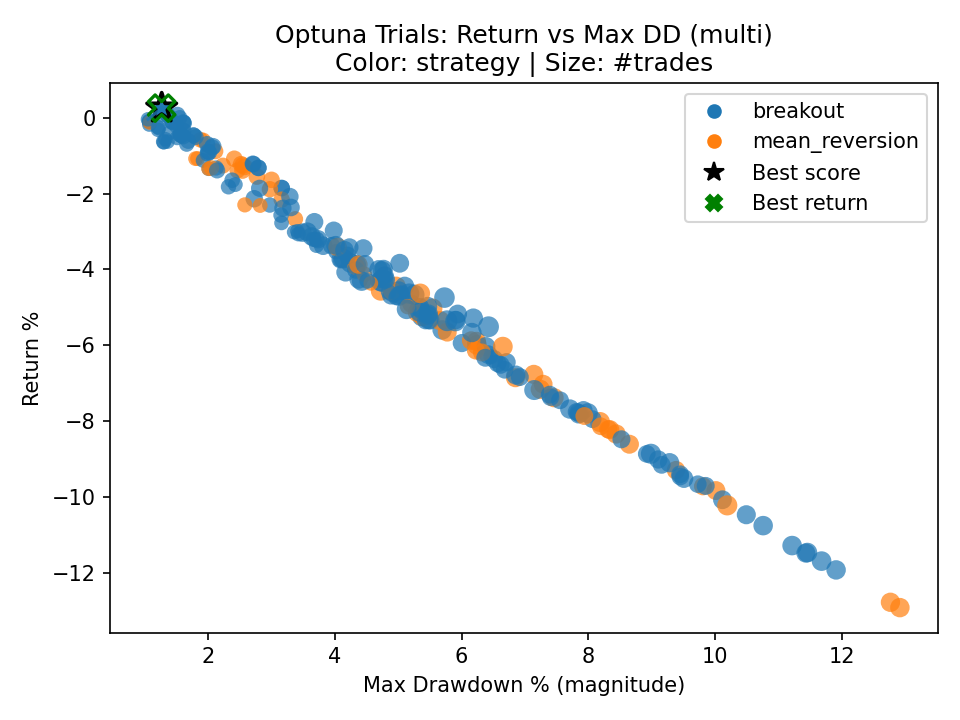 Optuna Trials: Return vs Max DD (multi)
Color: strategy | Size: #trades
breakout
mean_reversion
Best score
Best return
0
−2
−4
−6
−8
−10
−12
Return %
2
4
6
8
10
12
Max Drawdown % (magnitude)